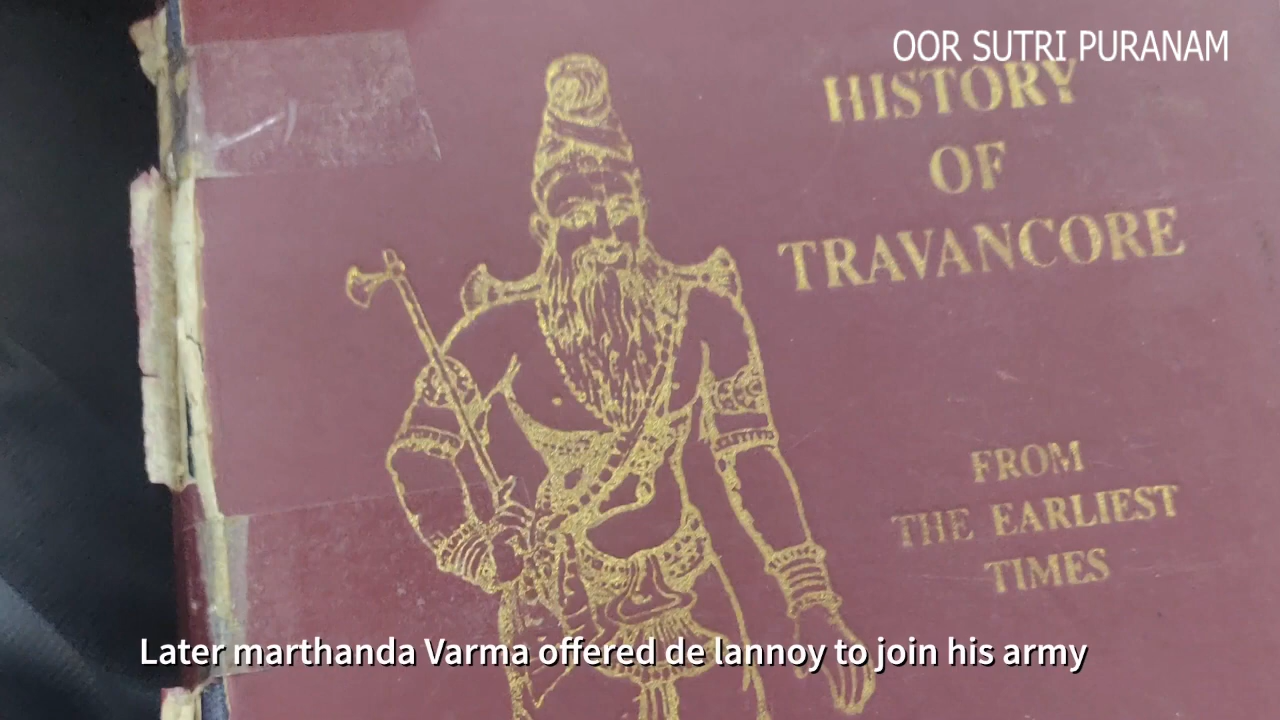 OOR SUTRI PURANAM
HISTORY
OF
TRAVANCORE
FROM
THE EARLIEST
TIMES
Later marthanda Varma offered de lannoy to join his army